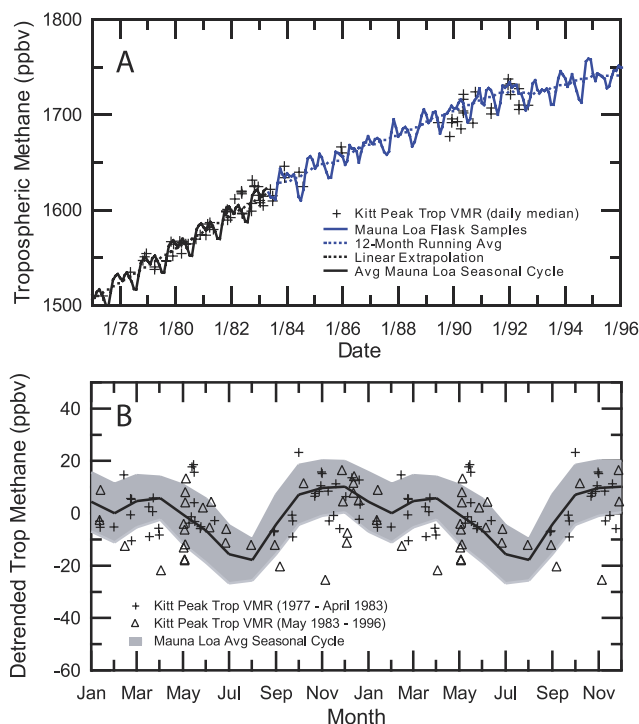 1800
1700
1600
1500
Tropospheric Methane (ppbv)
A
Kitt Peak Trop VMR (daily median)
Mauna Loa Flask Samples
12-Month Running Avg
Linear Extrapolation
Avg Mauna Loa Seasonal Cycle
1/78 1/80 1/82 1/84 1/86 1/88 1/90 1/92 1/94 1/96
Date
40
20
0
-20
-40
-60
Detrended Trop Methane (ppbv)
B
Kitt Peak Trop VMR (1977 - April 1983)
Kitt Peak Trop VMR (May 1983 - 1996)
Mauna Loa Avg Seasonal Cycle
Jan Mar May Jul Sep Nov Jan Mar May Jul Sep Nov
Month